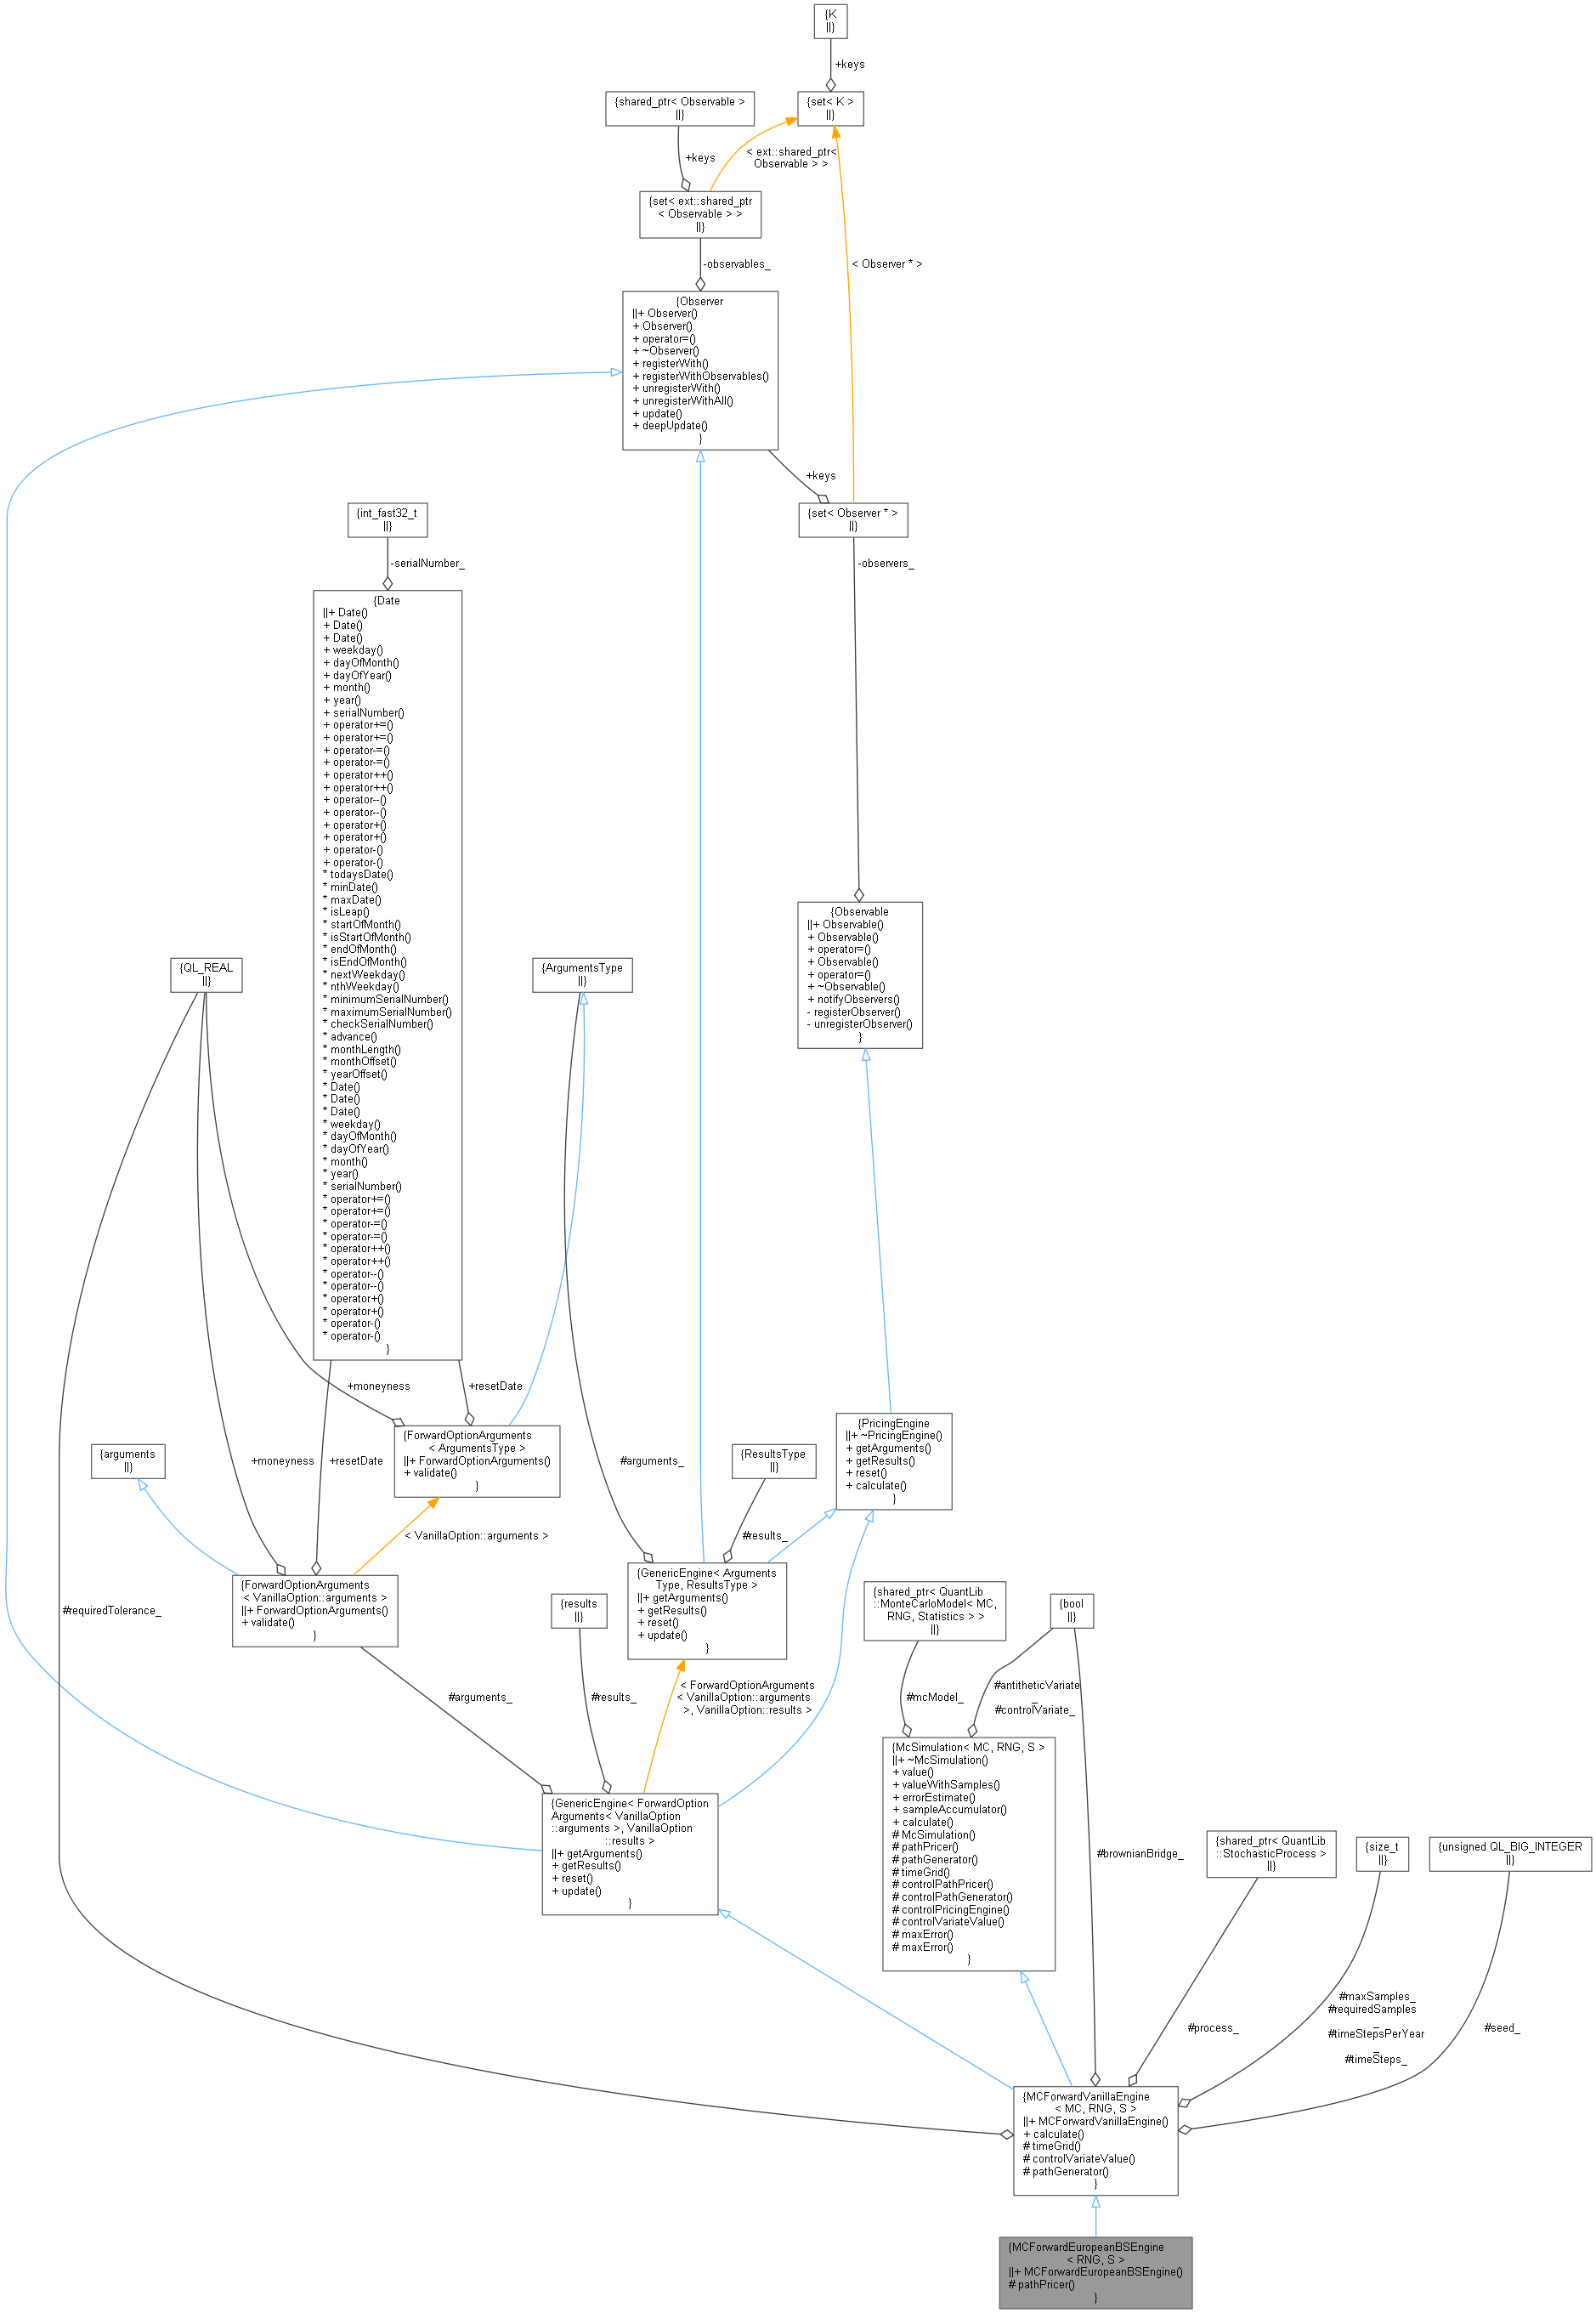 {K
||}
+keys
{shared_ptr< Observable >
||}
{set< K >
||}
+keys
< ext::shared_ptr<
Observable > >
{set< ext::shared_ptr
< Observable > >
||}
-observables_
< Observer * >
{Observer
||+ Observer()
+ Observer()
+ operator=()
+ ~Observer()
+ registerWith()
+ registerWithObservables()
+ unregisterWith()
+ unregisterWithAll()
+ update()
+ deepUpdate()
}
+keys
{int_fast32_t
||}
{set< Observer * >
||}
-serialNumber_
-observers_
{Date
||+ Date()
+ Date()
+ Date()
+ weekday()
+ dayOfMonth()
+ dayOfYear()
+ month()
+ year()
+ serialNumber()
+ operator+=()
+ operator+=()
+ operator-=()
+ operator-=()
+ operator++()
+ operator++()
+ operator--()
+ operator--()
+ operator+()
+ operator+()
+ operator-()
+ operator-()
* todaysDate()
* minDate()
* maxDate()
* isLeap()
* startOfMonth()
* isStartOfMonth()
* endOfMonth()
* isEndOfMonth()
* nextWeekday()
* nthWeekday()
* minimumSerialNumber()
* maximumSerialNumber()
* checkSerialNumber()
* advance()
* monthLength()
* monthOffset()
* yearOffset()
* Date()
* Date()
* Date()
* weekday()
* dayOfMonth()
* dayOfYear()
* month()
* year()
* serialNumber()
* operator+=()
* operator+=()
* operator-=()
* operator-=()
* operator++()
* operator++()
* operator--()
* operator--()
* operator+()
* operator+()
* operator-()
* operator-()
}
{Observable
||+ Observable()
+ Observable()
+ operator=()
+ Observable()
+ operator=()
+ ~Observable()
+ notifyObservers()
- registerObserver()
- unregisterObserver()
}
{QL_REAL
||}
{ArgumentsType
||}
+moneyness
+resetDate
{PricingEngine
||+ ~PricingEngine()
+ getArguments()
+ getResults()
+ reset()
+ calculate()
}
{ForwardOptionArguments
< ArgumentsType >
||+ ForwardOptionArguments()
+ validate()
}
{arguments
||}
+moneyness
+resetDate
#arguments_
{ResultsType
||}
< VanillaOption::arguments >
#results_
{ForwardOptionArguments
< VanillaOption::arguments >
||+ ForwardOptionArguments()
+ validate()
}
#requiredTolerance_
{GenericEngine< Arguments
Type, ResultsType >
||+ getArguments()
+ getResults()
+ reset()
+ update()
}
{results
||}
{shared_ptr< QuantLib
::MonteCarloModel< MC,
RNG, Statistics > >
||}
{bool
||}
#arguments_
#results_
< ForwardOptionArguments
< VanillaOption::arguments
>, VanillaOption::results >
#mcModel_
#antitheticVariate
_
#controlVariate_
{McSimulation< MC, RNG, S >
||+ ~McSimulation()
+ value()
+ valueWithSamples()
+ errorEstimate()
+ sampleAccumulator()
+ calculate()
# McSimulation()
# pathPricer()
# pathGenerator()
# timeGrid()
# controlPathPricer()
# controlPathGenerator()
# controlPricingEngine()
# controlVariateValue()
# maxError()
# maxError()
}
{GenericEngine< ForwardOption
Arguments< VanillaOption
::arguments >, VanillaOption
::results >
||+ getArguments()
+ getResults()
+ reset()
+ update()
}
#brownianBridge_
{shared_ptr< QuantLib
::StochasticProcess >
||}
{size_t
||}
{unsigned QL_BIG_INTEGER
||}
#process_
#maxSamples_
#requiredSamples
_
#timeStepsPerYear
_
#timeSteps_
#seed_
{MCForwardVanillaEngine
< MC, RNG, S >
||+ MCForwardVanillaEngine()
+ calculate()
# timeGrid()
# controlVariateValue()
# pathGenerator()
}
{MCForwardEuropeanBSEngine
< RNG, S >
||+ MCForwardEuropeanBSEngine()
# pathPricer()
}